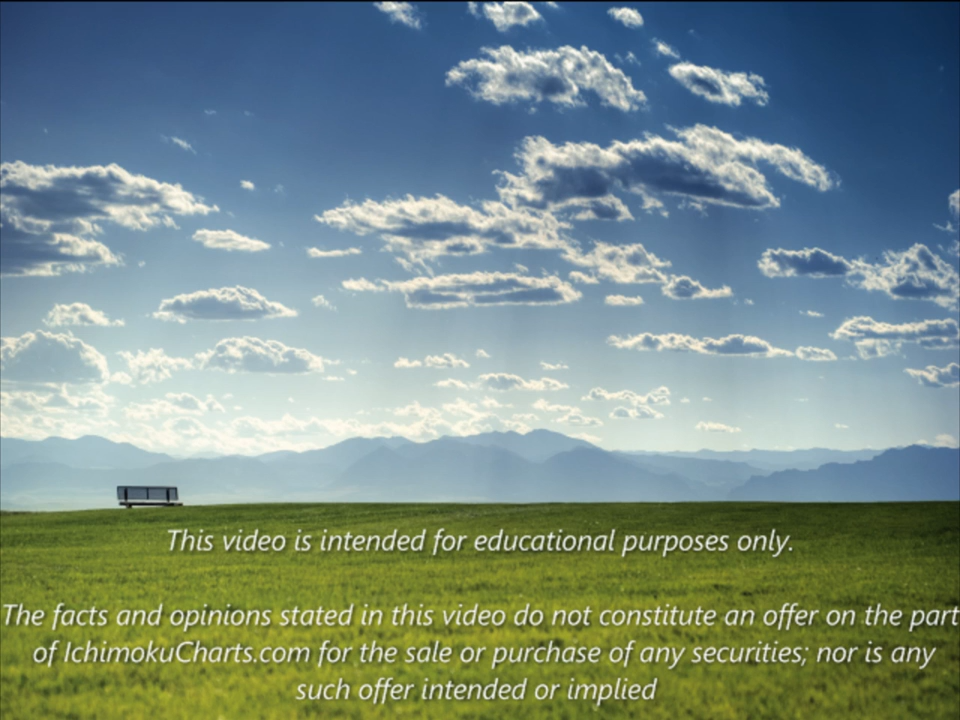 This video is intended for educational purposes only.
The facts and opinions stated in this video do not constitute an offer on the part
of IchimokuCharts.com for the sale or purchase of any securities; nor is any
such offer intended or implied